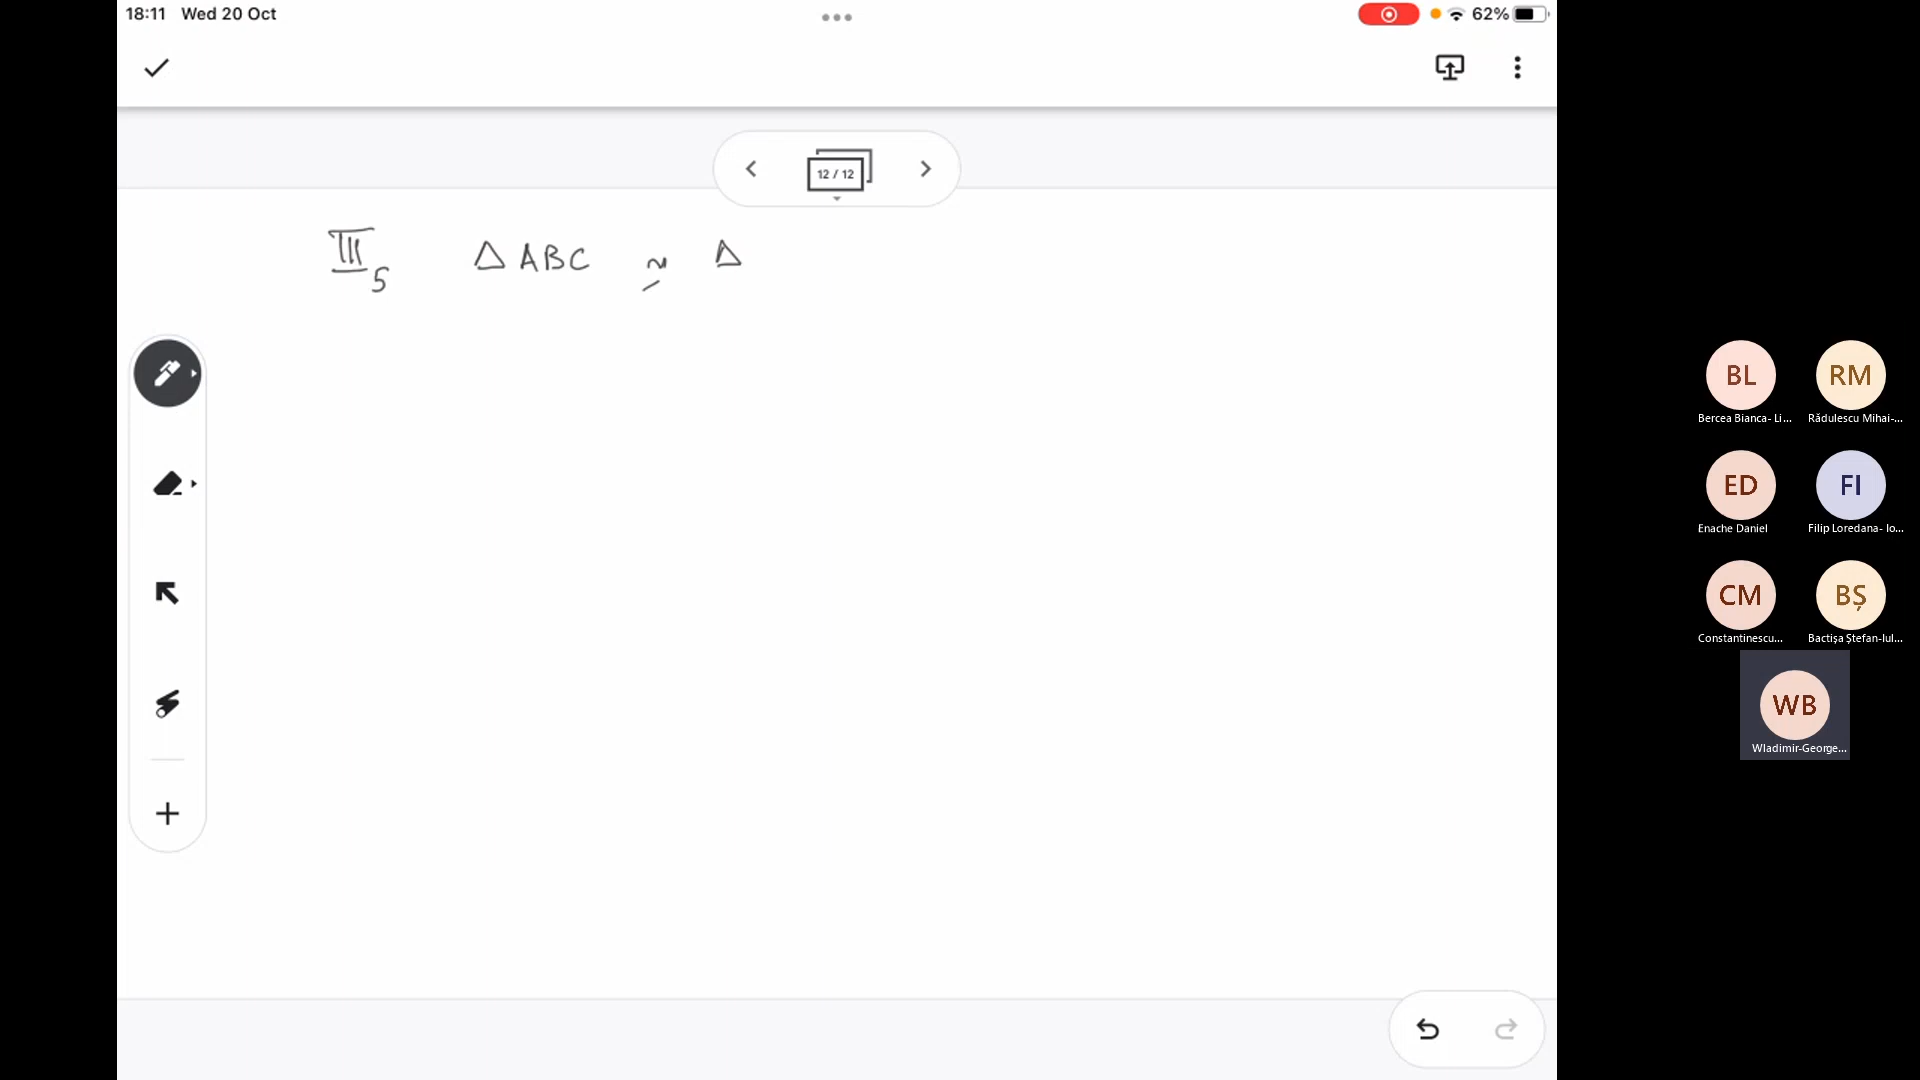 18:11 Wed 20 Oct
62%
12 / 12
III₅ △ ABC ≃ △
BL
RM
Bercea Bianca- Li...
Rădulescu Mihai-...
ED
FI
Enache Daniel
Filip Loredana- Io...
CM
BȘ
Constantinescu...
Bactișa Ștefan-Iul...
WB
Wladimir-George...